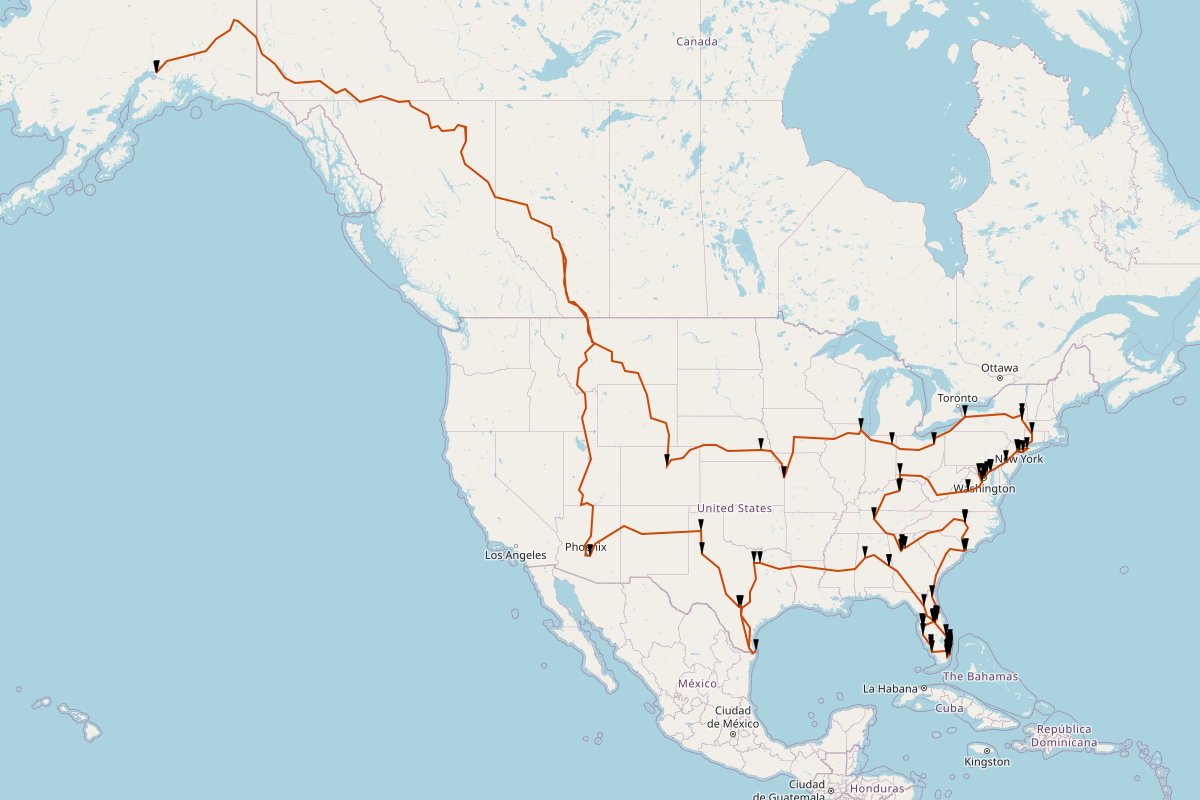 Canada
Ottawa
Toronto
New York
Washington
United States
Phoenix
Los Angeles
México
La Habana
The Bahamas
Cuba
Ciudad
de México
República
Dominicana
Kingston
Ciudad
de Guatemala
Honduras